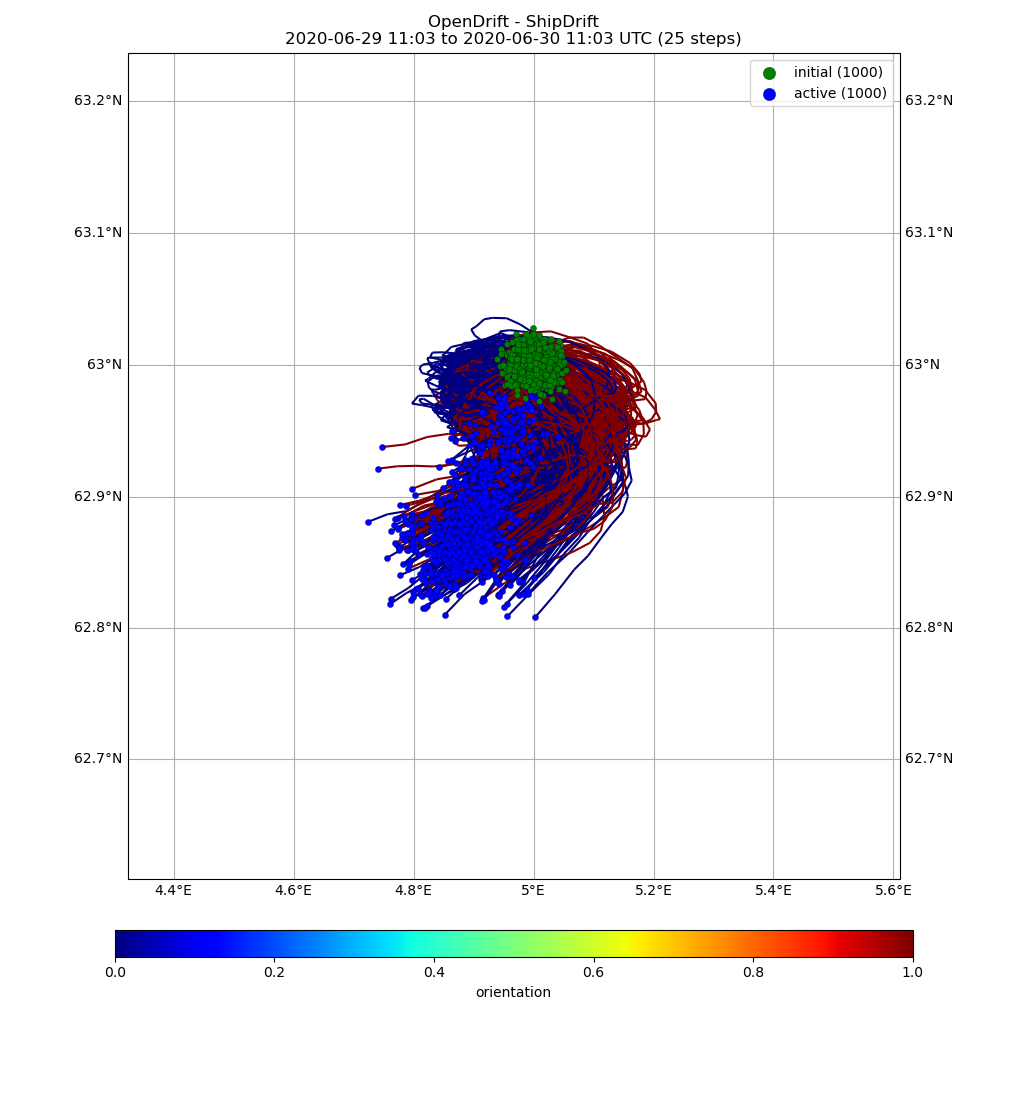 OpenDrift - ShipDrift
2020-06-29 11:03 to 2020-06-30 11:03 UTC (25 steps)
initial (1000)
active (1000)
63.2°N 63.2°N
63.1°N 63.1°N
63°N 63°N
62.9°N 62.9°N
62.8°N 62.8°N
62.7°N 62.7°N
4.4°E 4.6°E 4.8°E 5°E 5.2°E 5.4°E 5.6°E
0.0 0.2 0.4 0.6 0.8 1.0
orientation